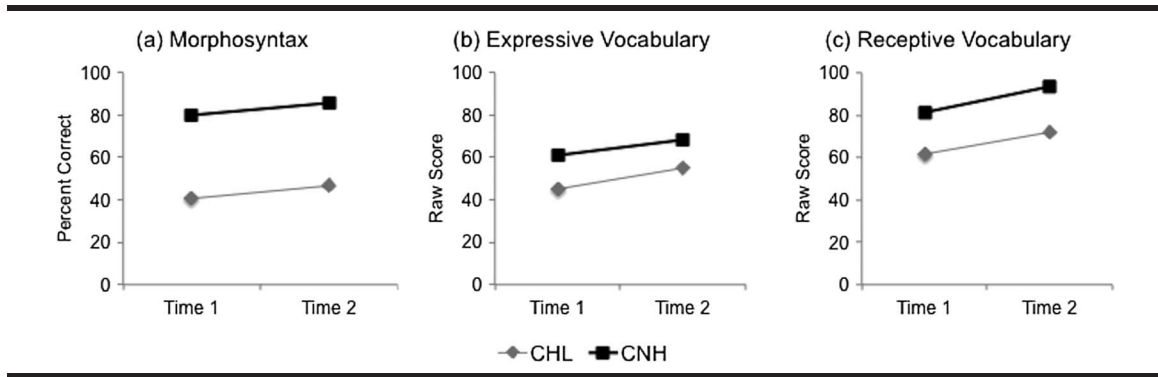 (a) Morphosyntax
Percent Correct
100
80
60
40
20
0
Time 1 Time 2
(b) Expressive Vocabulary
Raw Score
100
80
60
40
20
0
Time 1 Time 2
(c) Receptive Vocabulary
Raw Score
100
80
60
40
20
0
Time 1 Time 2
CHL CNH